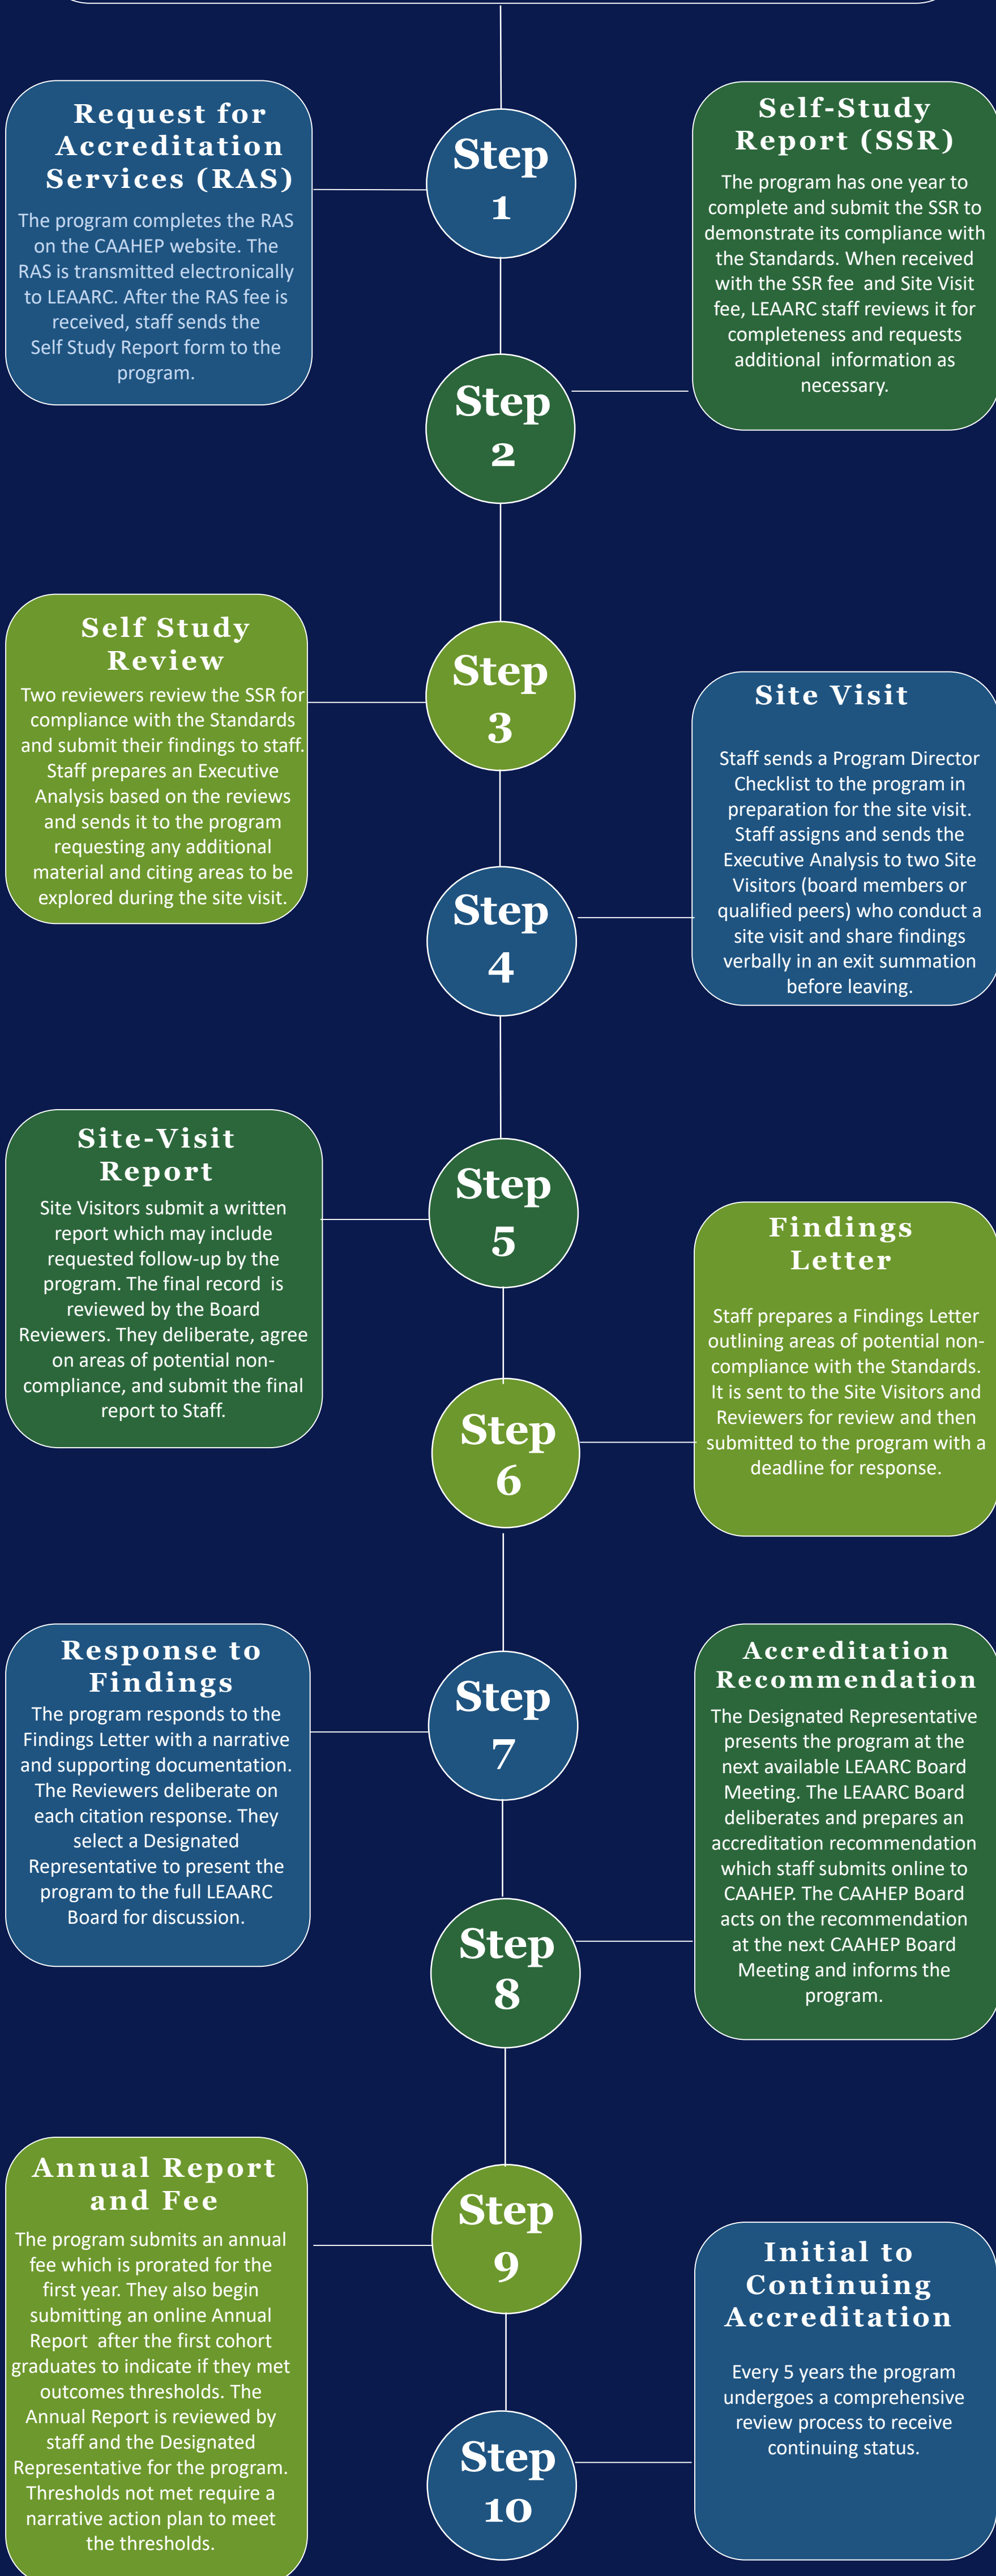 Request for
Accreditation
Services (RAS)
The program completes the RAS
on the CAAHEP website. The
RAS is transmitted electronically
to LEAARC. After the RAS fee is
received, staff sends the
Self Study Report form to the
program.
Step
1
Self-Study
Report (SSR)
The program has one year to
complete and submit the SSR to
demonstrate its compliance with
the Standards. When received
with the SSR fee and Site Visit
fee, LEAARC staff reviews it for
completeness and requests
additional information as
necessary.
Step
2
Self Study
Review
Two reviewers review the SSR for
compliance with the Standards
and submit their findings to staff.
Staff prepares an Executive
Analysis based on the reviews
and sends it to the program
requesting any additional
material and citing areas to be
explored during the site visit.
Step
3
Site Visit
Staff sends a Program Director
Checklist to the program in
preparation for the site visit.
Staff assigns and sends the
Executive Analysis to two Site
Visitors (board members or
qualified peers) who conduct a
site visit and share findings
verbally in an exit summation
before leaving.
Step
4
Site-Visit
Report
Site Visitors submit a written
report which may include
requested follow-up by the
program. The final record is
reviewed by the Board
Reviewers. They deliberate, agree
on areas of potential non-
compliance, and submit the final
report to Staff.
Step
5
Findings
Letter
Staff prepares a Findings Letter
outlining areas of potential non-
compliance with the Standards.
It is sent to the Site Visitors and
Reviewers for review and then
submitted to the program with a
deadline for response.
Step
6
Response to
Findings
The program responds to the
Findings Letter with a narrative
and supporting documentation.
The Reviewers deliberate on
each citation response. They
select a Designated
Representative to present the
program to the full LEAARC
Board for discussion.
Step
7
Accreditation
Recommendation
The Designated Representative
presents the program at the
next available LEAARC Board
Meeting. The LEAARC Board
deliberates and prepares an
accreditation recommendation
which staff submits online to
CAAHEP. The CAAHEP Board
acts on the recommendation
at the next CAAHEP Board
Meeting and informs the
program.
Step
8
Annual Report
and Fee
The program submits an annual
fee which is prorated for the
first year. They also begin
submitting an online Annual
Report after the first cohort
graduates to indicate if they met
outcomes thresholds. The
Annual Report is reviewed by
staff and the Designated
Representative for the program.
Thresholds not met require a
narrative action plan to meet
the thresholds.
Step
9
Initial to
Continuing
Accreditation
Every 5 years the program
undergoes a comprehensive
review process to receive
continuing status.
Step
10